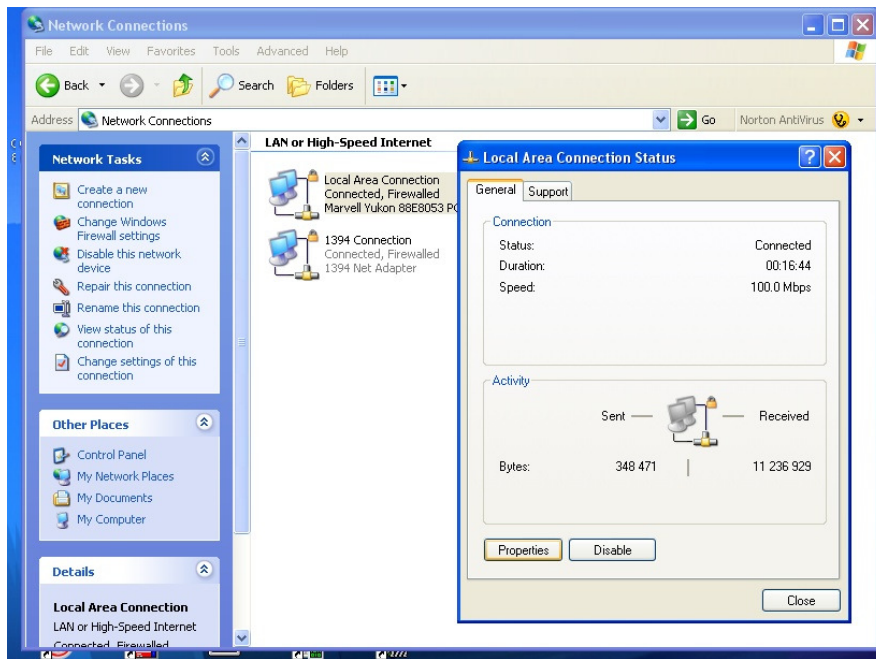 Network Connections
File Edit View Favorites Tools Advanced Help
Back Search Folders
Address Network Connections Go Norton AntiVirus
Network Tasks
Create a new
connection
Change Windows
Firewall settings
Disable this network
device
Repair this connection
Rename this connection
View status of this
connection
Change settings of this
connection
Other Places
Control Panel
My Network Places
My Documents
My Computer
Details
Local Area Connection
LAN or High-Speed Internet
Connected, Firewalled
LAN or High-Speed Internet
Local Area Connection
Connected, Firewalled
Marvell Yukon 88E8053 PC
1394 Connection
Connected, Firewalled
1394 Net Adapter
Local Area Connection Status
General Support
Connection
Status: Connected
Duration: 00:16:44
Speed: 100.0 Mbps
Activity
Sent — — Received
Bytes: 348 471 | 11 236 929
Properties Disable
Close